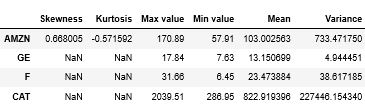 Skewness Kurtosis Max value Min value Mean Variance
AMZN 0.668005 -0.571592 170.89 57.91 103.002563 733.471750
GE NaN NaN 17.84 7.63 13.150699 4.944451
F NaN NaN 31.66 6.45 23.473884 38.617185
CAT NaN NaN 2039.51 286.95 822.919396 227446.154340